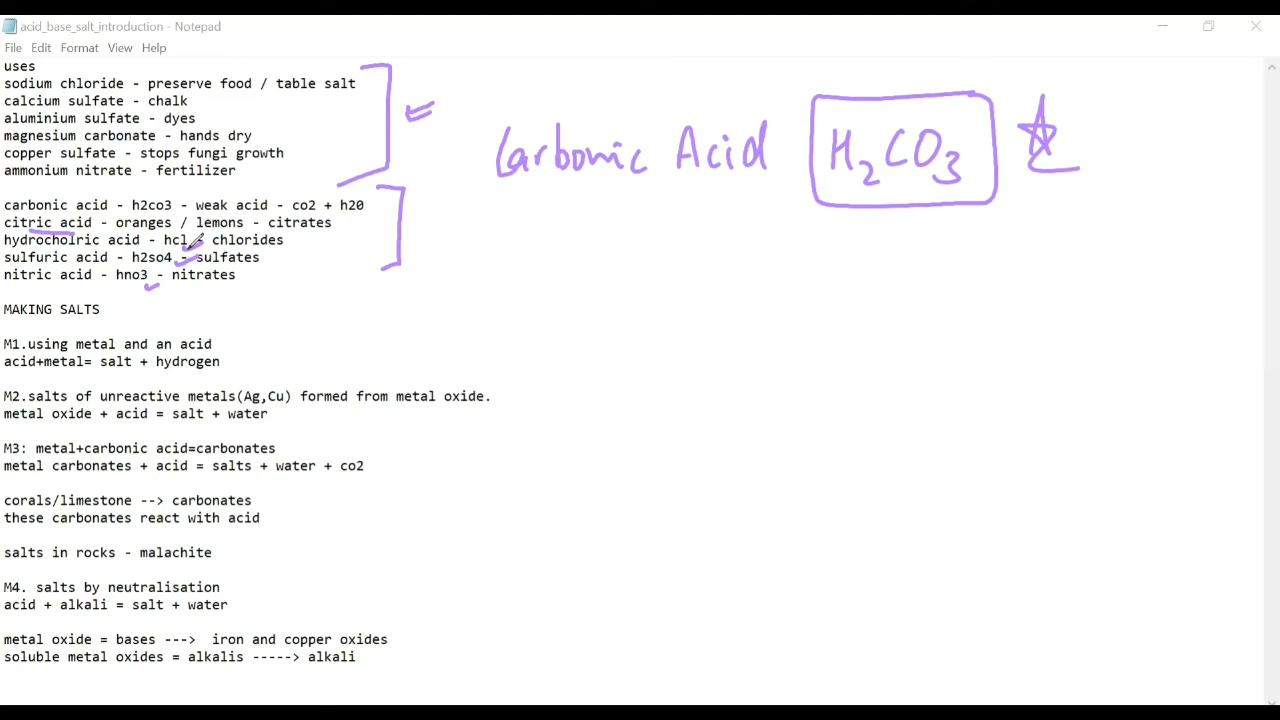 acid_base_salt_introduction - Notepad
File Edit Format View Help
uses
sodium chloride - preserve food / table salt
calcium sulfate - chalk
aluminium sulfate - dyes
magnesium carbonate - hands dry
copper sulfate - stops fungi growth
ammonium nitrate - fertilizer
Carbonic Acid H2CO3
carbonic acid - h2co3 - weak acid - co2 + h20
citric acid - oranges / lemons - citrates
hydrocholric acid - hcl - chlorides
sulfuric acid - h2so4 - sulfates
nitric acid - hno3 - nitrates
MAKING SALTS
M1.using metal and an acid
acid+metal= salt + hydrogen
M2.salts of unreactive metals(Ag,Cu) formed from metal oxide.
metal oxide + acid = salt + water
M3: metal+carbonic acid=carbonates
metal carbonates + acid = salts + water + co2
corals/limestone --> carbonates
these carbonates react with acid
salts in rocks - malachite
M4. salts by neutralisation
acid + alkali = salt + water
metal oxide = bases ---> iron and copper oxides
soluble metal oxides = alkalis -----> alkali